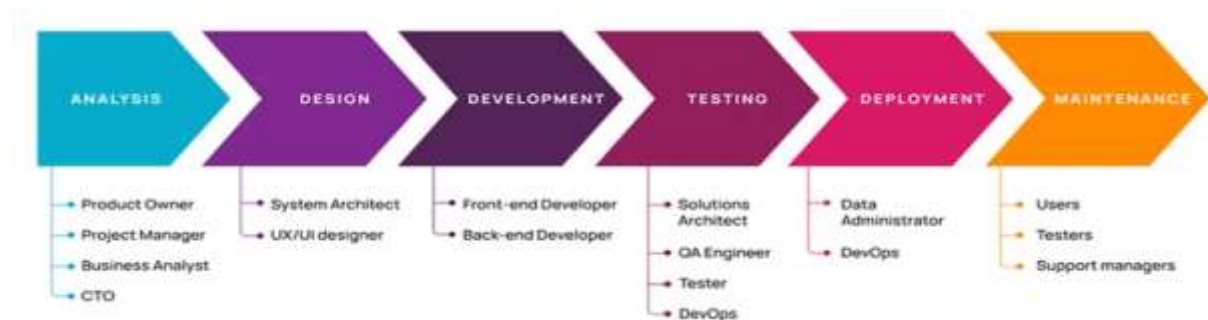 ANALYSIS
DESIGN
DEVELOPMENT
TESTING
DEPLOYMENT
MAINTENANCE
Product Owner
Project Manager
Business Analyst
CTO
System Architect
UX/UI designer
Front-end Developer
Back-end Developer
Solutions
Architect
QA Engineer
Tester
DevOps
Data
Administrator
DevOps
Users
Testers
Support managers